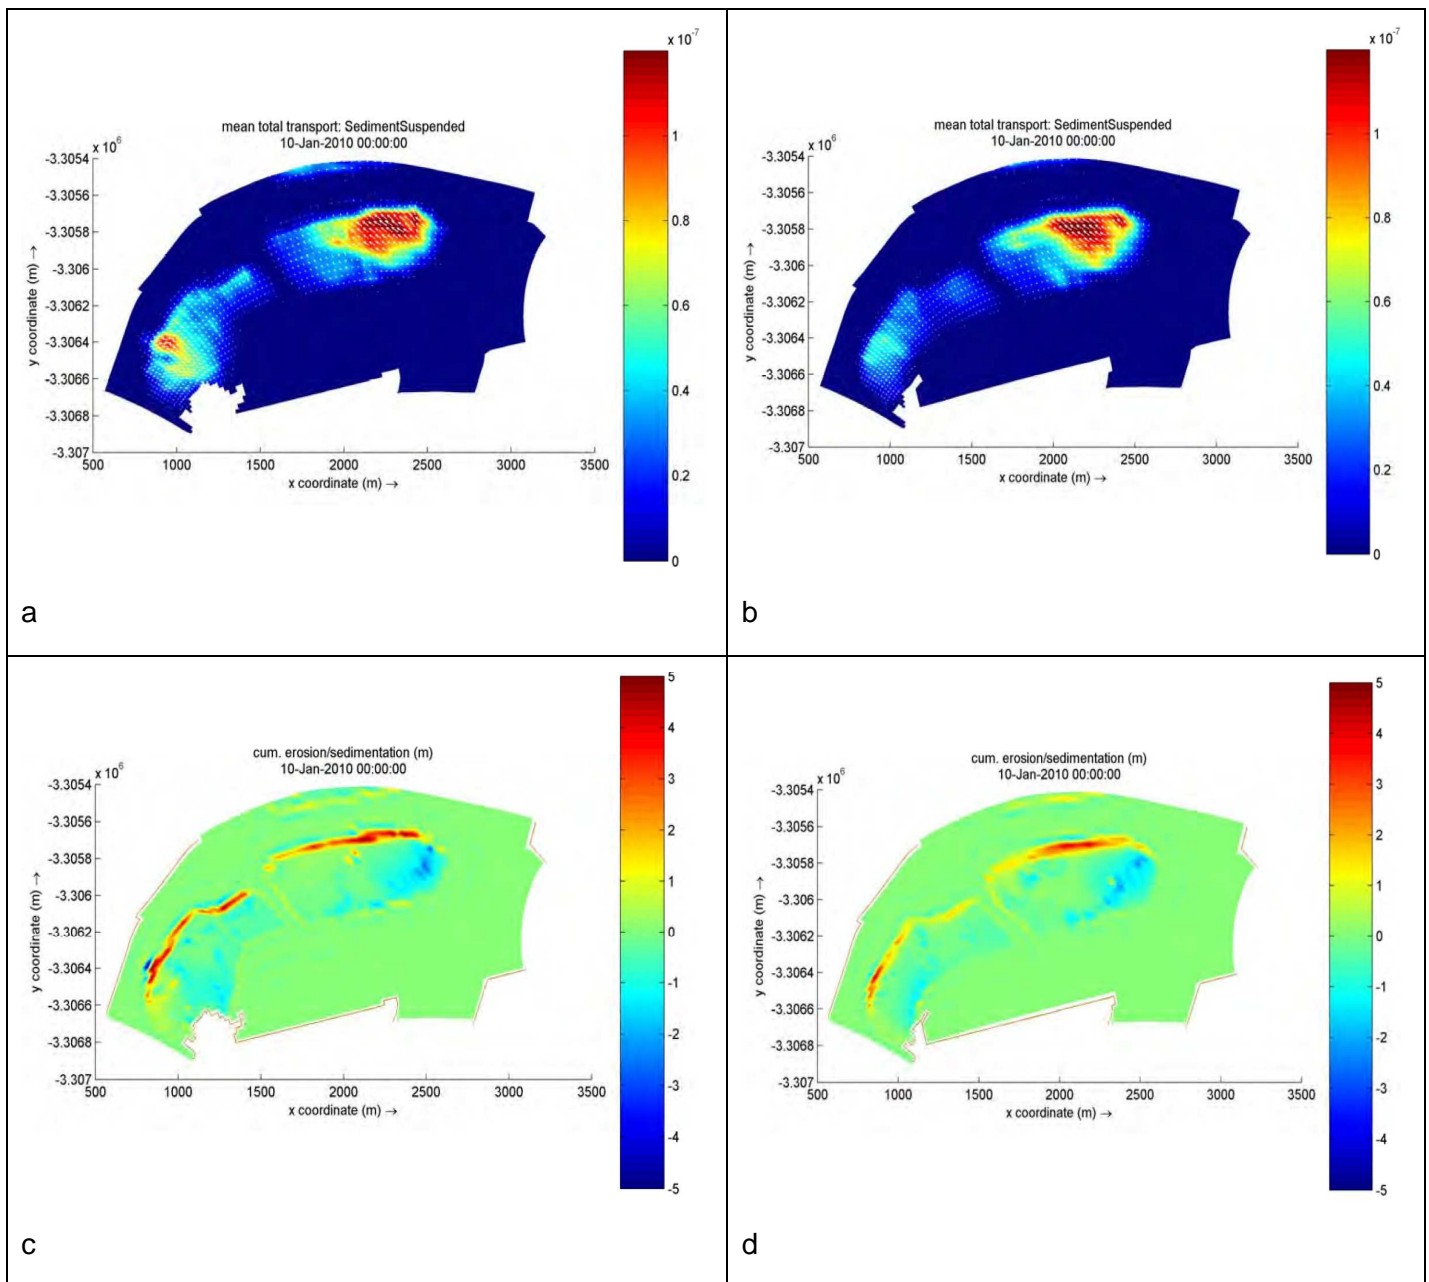 x 10-7
mean total transport: SedimentSuspended
10-Jan-2010 00:00:00
x 10 6
-3.3054
-3.3056
-3.3058
-3.306
-3.3062
-3.3064
-3.3066
-3.3068
-3.307
y coordinate (m) →
500 1000 1500 2000 2500 3000 3500
x coordinate (m) →
1
0.8
0.6
0.4
0.2
0
a
x 10-7
mean total transport: SedimentSuspended
10-Jan-2010 00:00:00
x 10 6
-3.3054
-3.3056
-3.3058
-3.306
-3.3062
-3.3064
-3.3066
-3.3068
-3.307
y coordinate (m) →
500 1000 1500 2000 2500 3000 3500
x coordinate (m) →
1
0.8
0.6
0.4
0.2
0
b
cum. erosion/sedimentation (m)
10-Jan-2010 00:00:00
x 10 6
-3.3054
-3.3056
-3.3058
-3.306
-3.3062
-3.3064
-3.3066
-3.3068
-3.307
y coordinate (m) →
500 1000 1500 2000 2500 3000 3500
x coordinate (m) →
5
4
3
2
1
0
-1
-2
-3
-4
-5
c
cum. erosion/sedimentation (m)
10-Jan-2010 00:00:00
x 10 6
-3.3054
-3.3056
-3.3058
-3.306
-3.3062
-3.3064
-3.3066
-3.3068
-3.307
y coordinate (m) →
500 1000 1500 2000 2500 3000 3500
x coordinate (m) →
5
4
3
2
1
0
-1
-2
-3
-4
-5
d